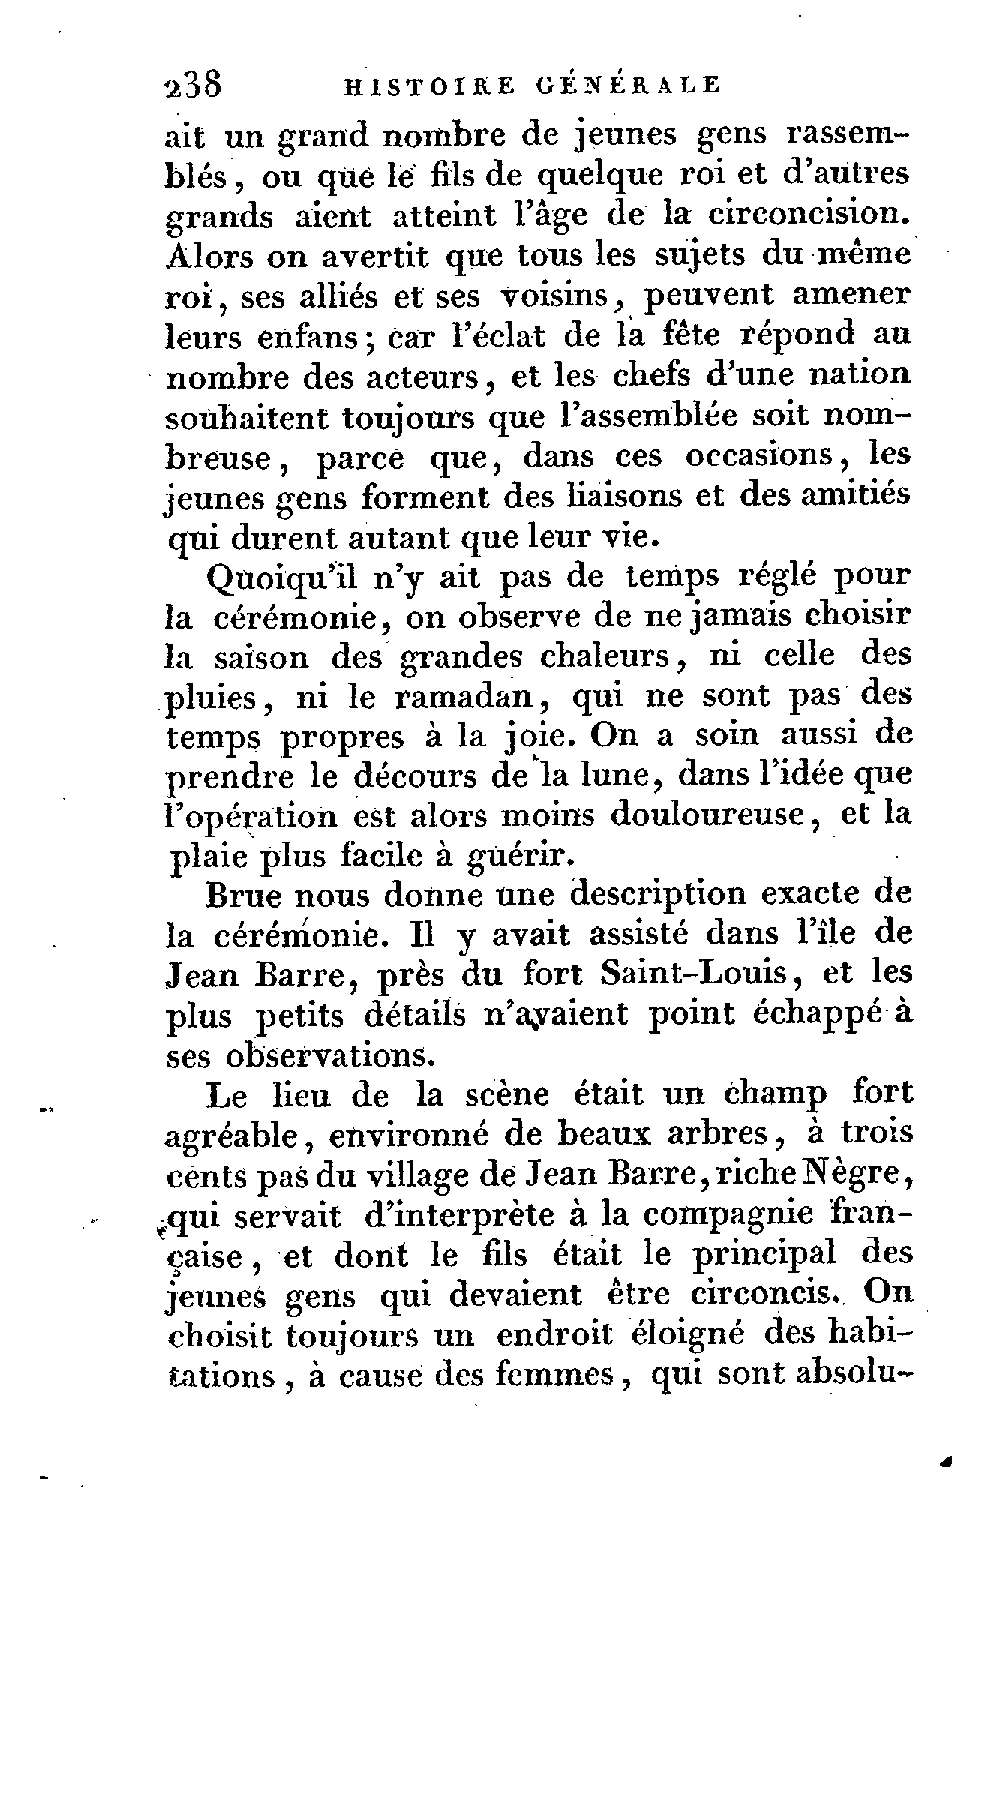 238 HISTOIRE GÉNÉRALE
ait un grand nombre de jeunes gens rassem-
blés, ou que le fils de quelque roi et d'autres
grands aient atteint l'âge de la circoncision.
Alors on avertit que tous les sujets du même
roi, ses alliés et ses voisins, peuvent amener
leurs enfans; car l'éclat de la fête répond au
nombre des acteurs, et les chefs d'une nation
souhaitent toujours que l'assemblée soit nom-
breuse, parce que, dans ces occasions, les
jeunes gens forment des liaisons et des amitiés
qui durent autant que leur vie.
Quoiqu'il n'y ait pas de temps réglé pour
la cérémonie, on observe de ne jamais choisir
la saison des grandes chaleurs, ni celle des
pluies, ni le ramadan, qui ne sont pas des
temps propres à la joie. On a soin aussi de
prendre le décours de la lune, dans l'idée que
l'opération est alors moins douloureuse, et la
plaie plus facile à guérir.
Brue nous donne une description exacte de
la cérémonie. Il y avait assisté dans l'île de
Jean Barre, près du fort Saint-Louis, et les
plus petits détails n'avaient point échappé à
ses observations.
Le lieu de la scène était un champ fort
agréable, environné de beaux arbres, à trois
cents pas du village de Jean Barre, riche Nègre,
qui servait d'interprète à la compagnie fran-
çaise, et dont le fils était le principal des
jeunes gens qui devaient être circoncis. On
choisit toujours un endroit éloigné des habi-
tations, à cause des femmes, qui sont absolu-